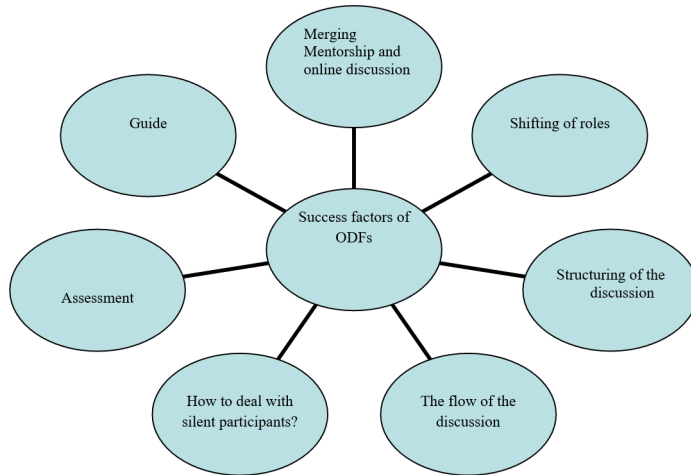 Merging
Mentorship and
online discussion
Guide
Shifting of roles
Success factors of
ODFs
Structuring of the
discussion
Assessment
How to deal with
silent participants?
The flow of the
discussion